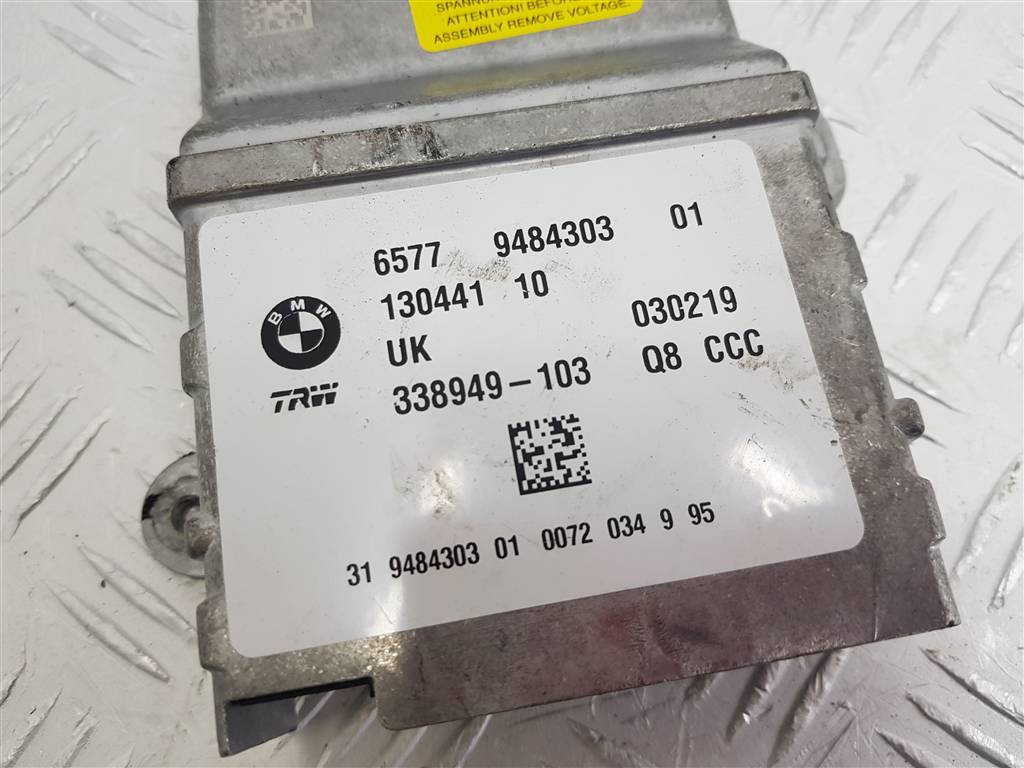 ATTENTION! BEFORE
ASSEMBLY REMOVE VOLTAGE.
6577 9484303 01
130441 10
UK 030219
338949-103 Q8 CCC
BMW
TRW
31 9484303 01 0072 034 9 95